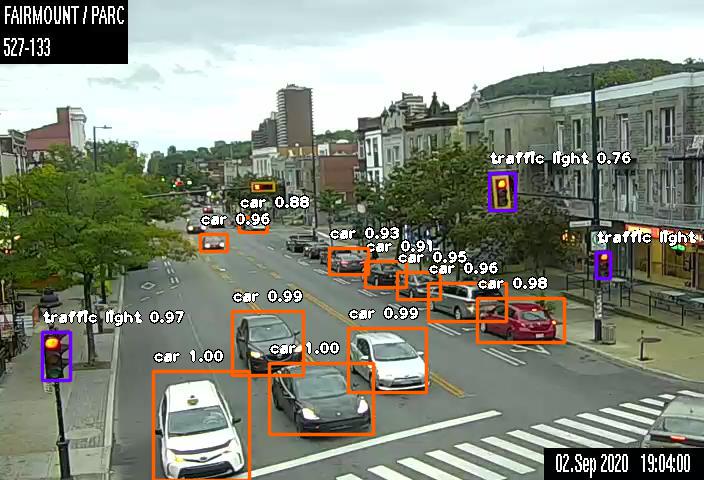 FAIRMOUNT / PARC
527-133
traffic light 0.76
car 0.88
car 0.96
traffic light
car 0.93
car 0.91
car 0.95
car 0.96
car 0.98
car 0.99
traffic light 0.97
car 0.99
car 1.00
car 1.00
02.Sep 2020 19:04:00